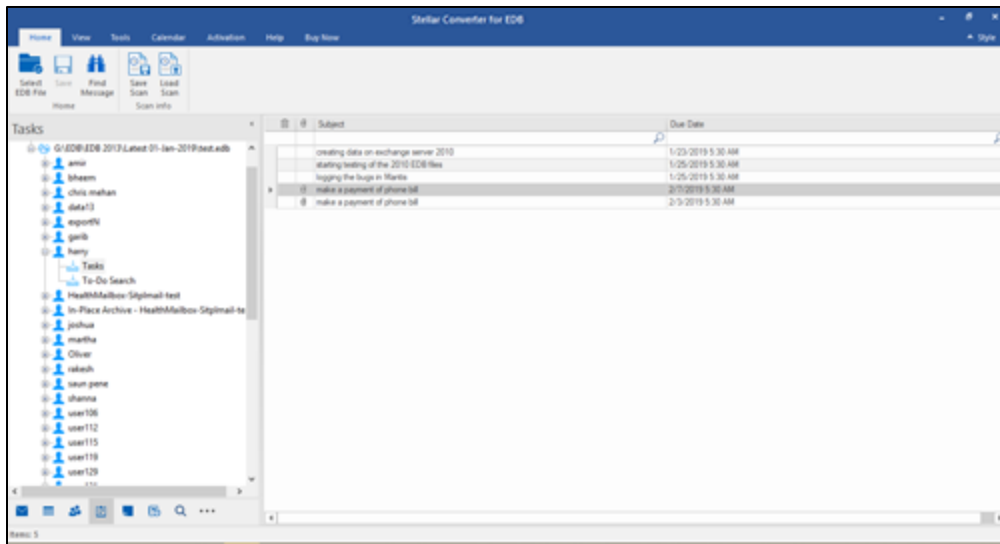 Stellar Converter for EDB
Home View Tools Calendar Activation Help Buy Now Style
Select EDB File
Save
Find Message
Save Scan
Load Scan
Home
Scan info
Tasks
Subject Due Date
G:\EDB\EDB 2013\Latest 01-Jan-2019\test.edb
amir
bheem
chris mehan
data13
garib
harry
Tasks
To-Do Search
HealthMailbox-Sitplmail-test
In-Place Archive - HealthMailbox-Sitplmail-te
joshua
martha
Oliver
rakesh
saun pene
shanna
user106
user112
user115
user119
user129
creating data on exchange server 2010 1/23/2019 5:30 AM
starting testing of the 2010 EDB files 1/25/2019 5:30 AM
logging the bugs in Mantis 1/25/2019 5:30 AM
make a payment of phone bill 2/7/2019 5:30 AM
make a payment of phone bill 2/3/2019 5:30 AM
Items: 5